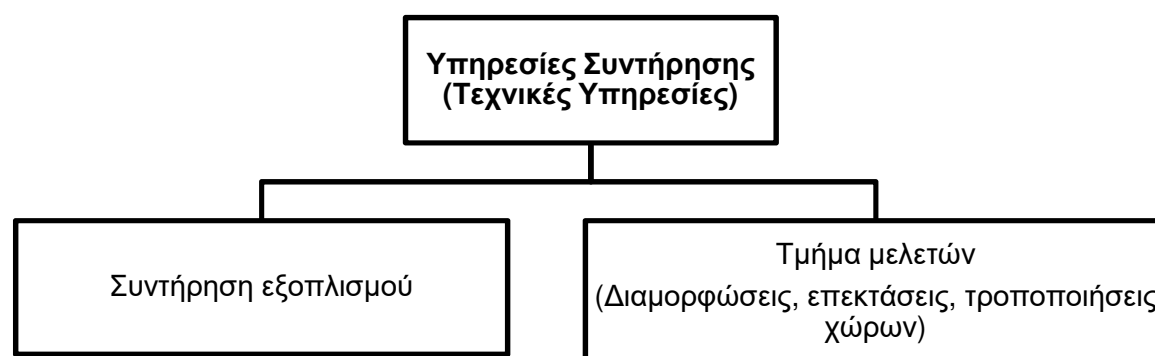 Υπηρεσίες Συντήρησης
(Τεχνικές Υπηρεσίες)
Συντήρηση εξοπλισμού
Τμήμα μελετών
(Διαμορφώσεις, επεκτάσεις, τροποποιήσεις
χώρων)